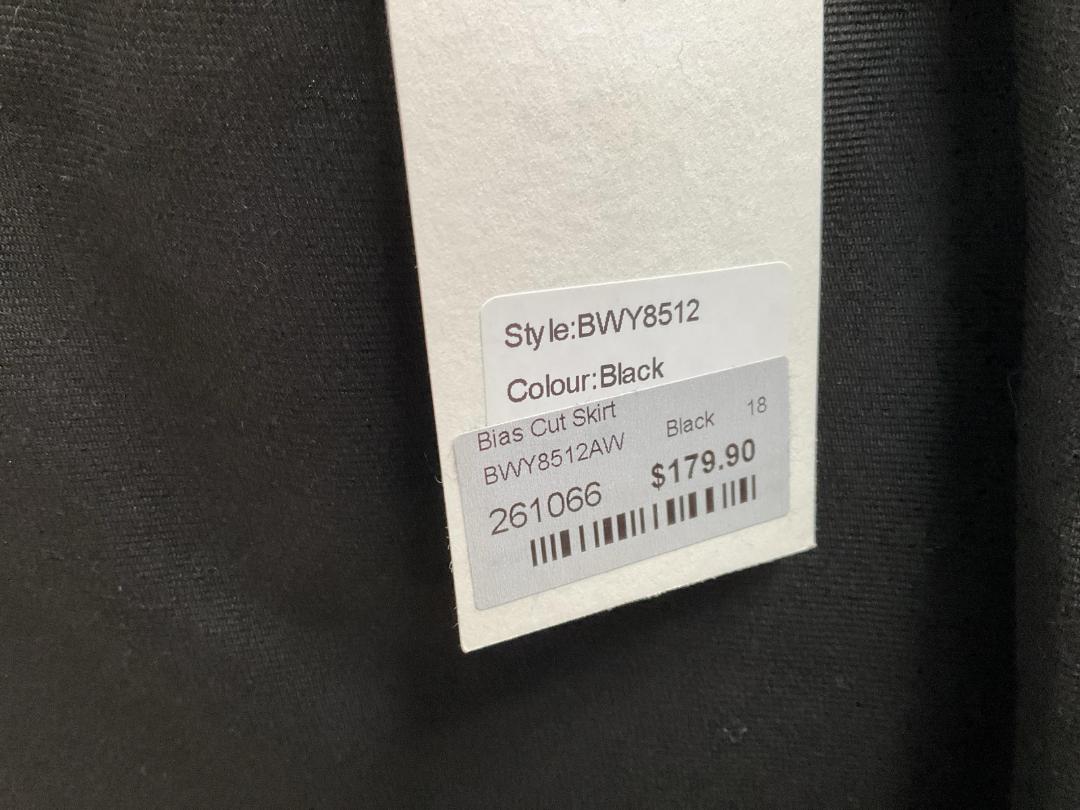 Style:BWY8512
Colour:Black
Bias Cut Skirt
BWY8512AW Black 18
261066 $179.90